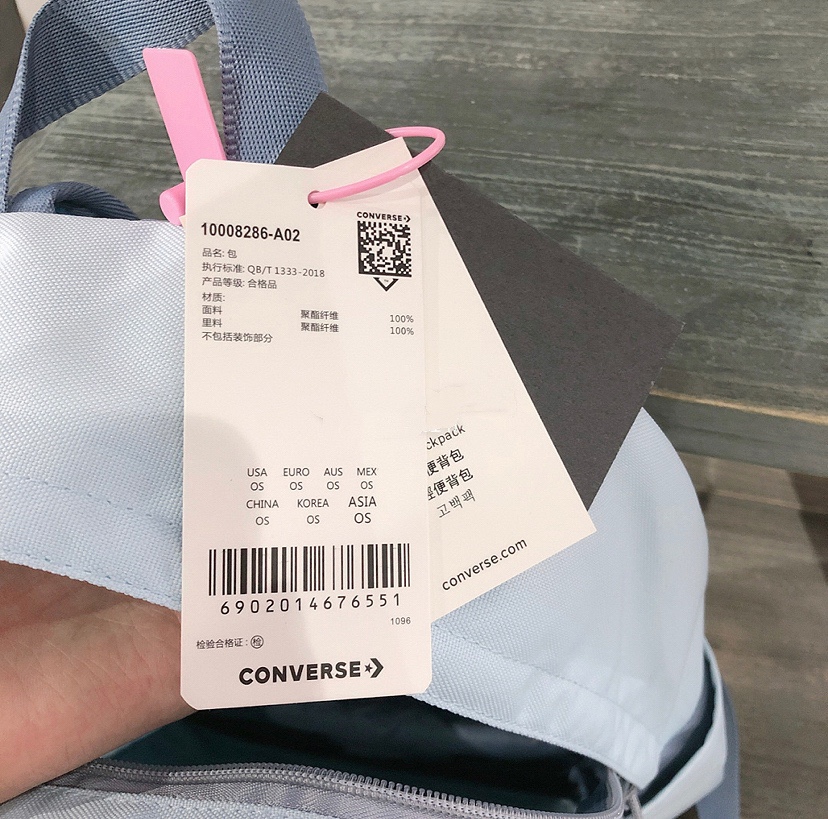 CONVERSE
10008286-A02
品名: 包
执行标准: QB/T 1333-2018
产品等级: 合格品
材质:
面料 聚酯纤维 100%
里料 聚酯纤维 100%
不包括装饰部分
USA EURO AUS MEX
OS OS OS OS
CHINA KOREA ASIA
OS OS OS
6902014676551
1096
检验合格证: 检
CONVERSE
ckpack
便背包
便背包
고백팩
converse.com